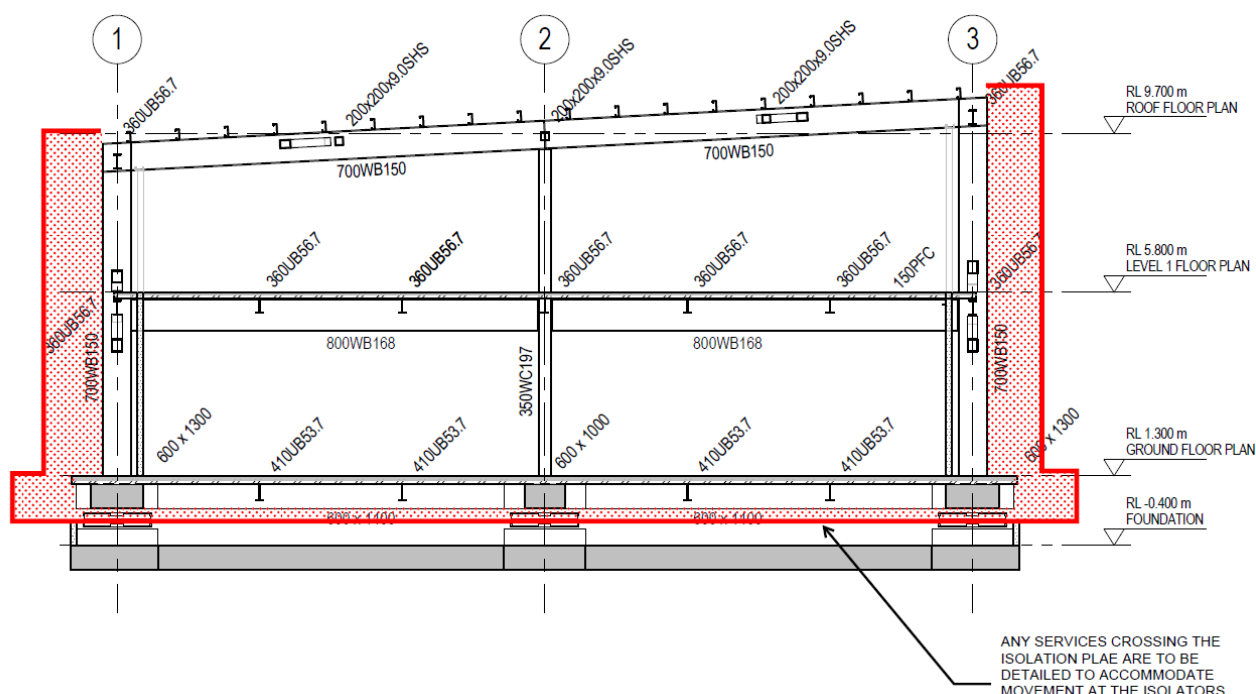 1
2
3
360UB56.7
200x200x9.0SHS
200x200x9.0SHS
200x200x9.0SHS
360UB56.7
RL 9.700 m
ROOF FLOOR PLAN
700WB150
700WB150
360UB56.7
360UB56.7
360UB56.7
360UB56.7
360UB56.7
150PFC
360UB56.7
RL 5.800 m
LEVEL 1 FLOOR PLAN
360UB56.7
700WB150
800WB168
350WC197
800WB168
700WB150
600 x 1300
410UB53.7
410UB53.7
600 x 1000
410UB53.7
410UB53.7
600 x 1300
RL 1.300 m
GROUND FLOOR PLAN
600 x 1400
600 x 1400
RL -0.400 m
FOUNDATION
ANY SERVICES CROSSING THE
ISOLATION PLAE ARE TO BE
DETAILED TO ACCOMMODATE
MOVEMENT AT THE ISOLATORS